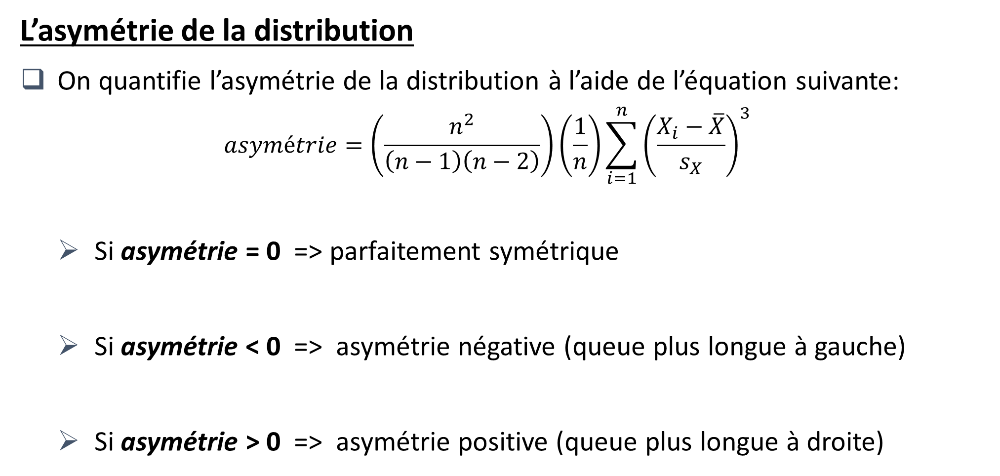 L’asymétrie de la distribution
❑ On quantifie l’asymétrie de la distribution à l’aide de l’équation suivante:
$asymétrie = \left(\frac{n^2}{(n-1)(n-2)}\right)\left(\frac{1}{n}\right)\sum_{i=1}^{n}\left(\frac{X_i - \bar{X}}{s_X}\right)^3$
➢ Si asymétrie = 0 => parfaitement symétrique
➢ Si asymétrie < 0 => asymétrie négative (queue plus longue à gauche)
➢ Si asymétrie > 0 => asymétrie positive (queue plus longue à droite)